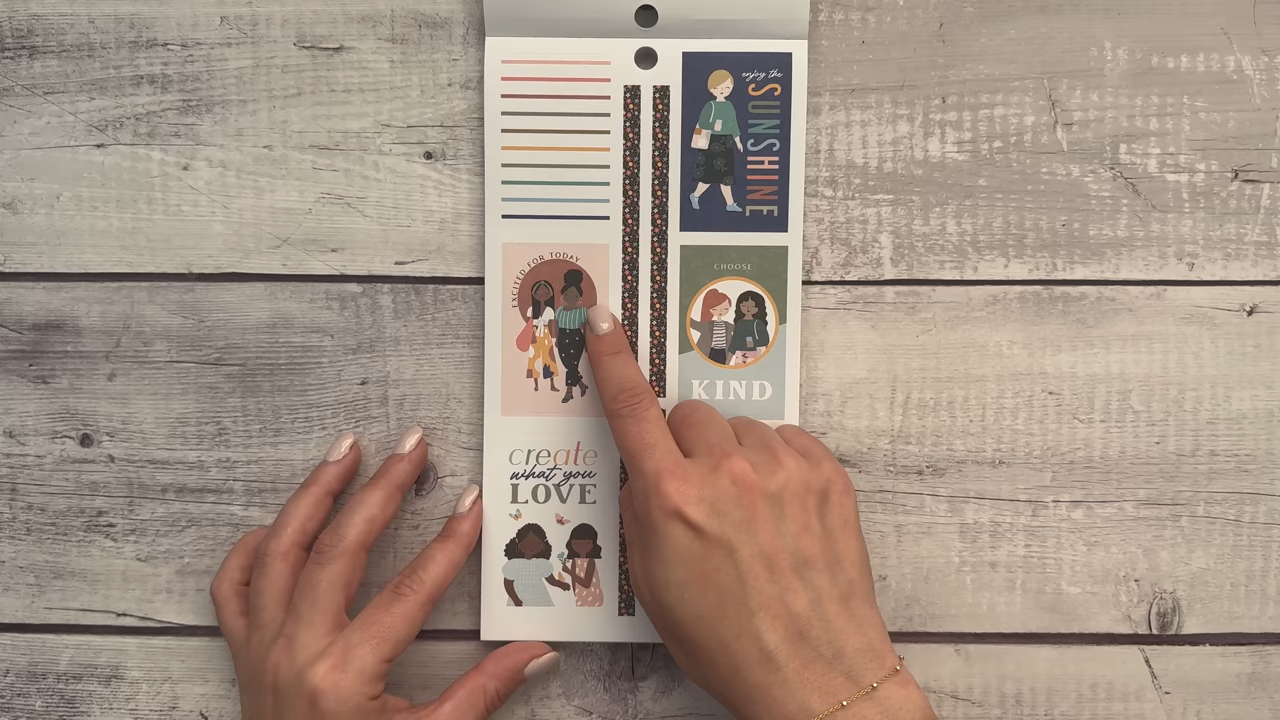 enjoy the
SUNSHINE
EXCITED FOR TODAY
CHOOSE
KIND
create
what you
LOVE